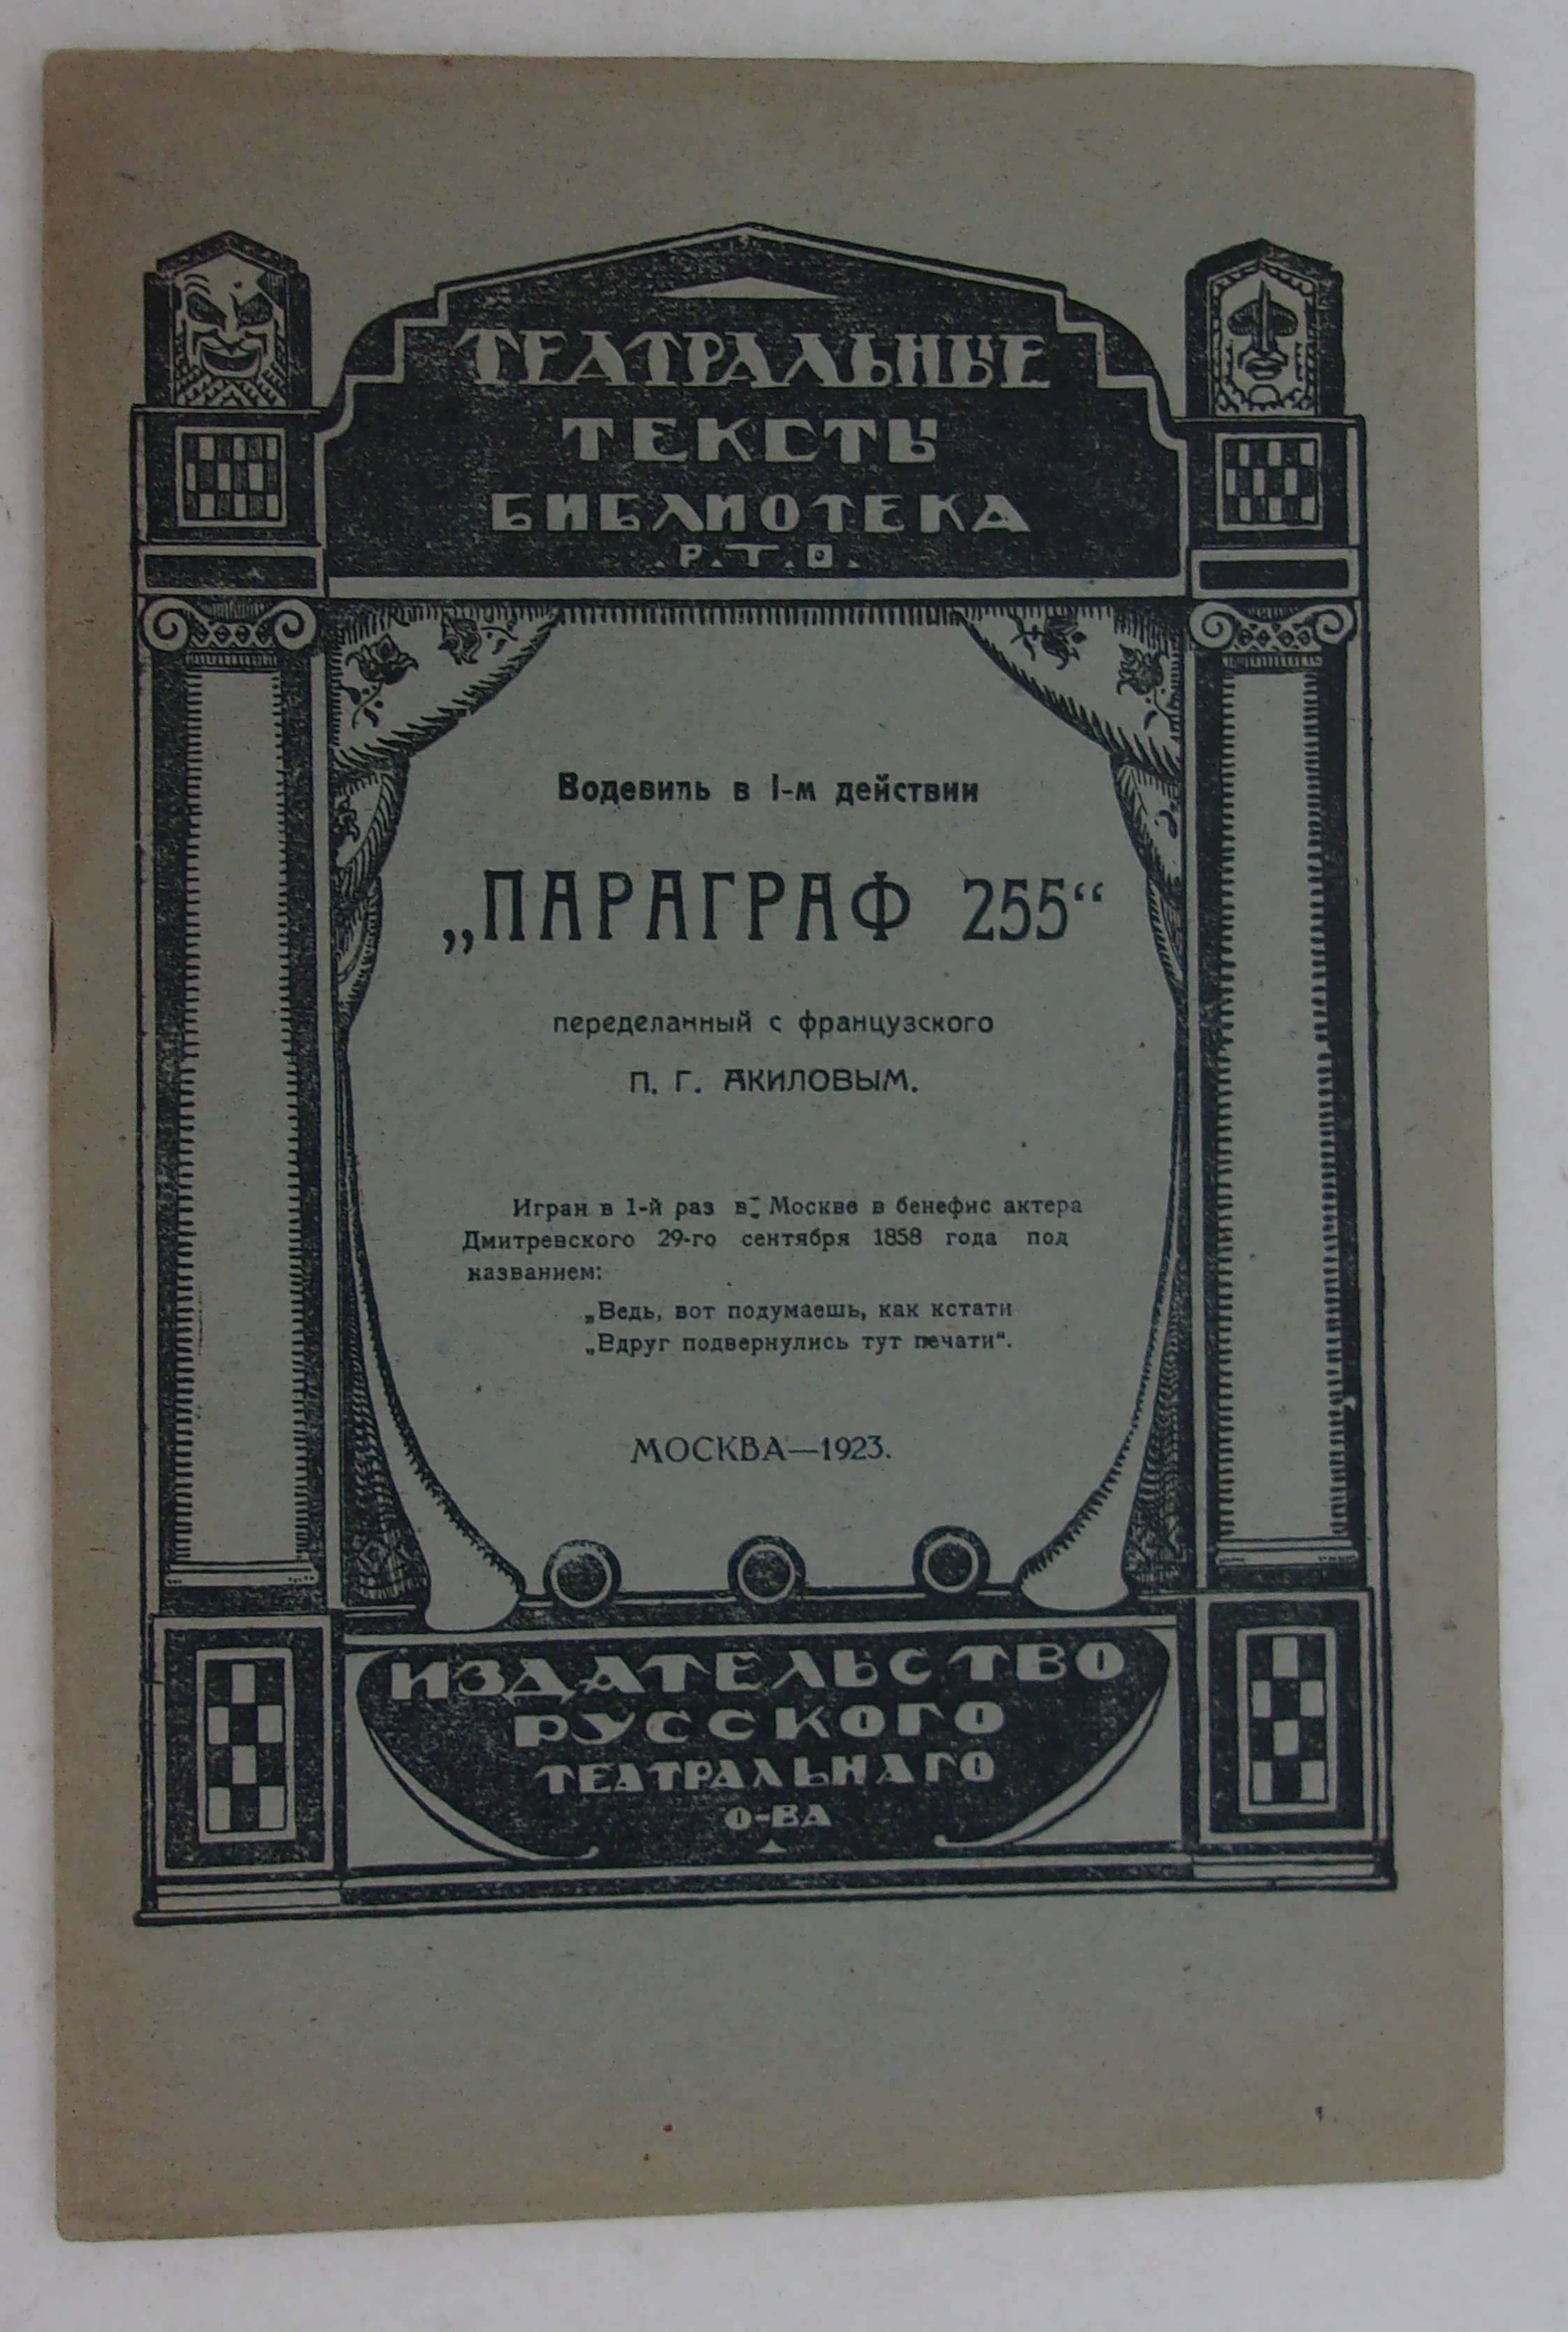 ТЕАТРАЛЬНЫЕ
ТЕКСТЫ
БИБЛИОТЕКА
.Р.Т.О.
Водевиль в 1-м действии
„ПАРАГРАФ 255“
переделанный с французского
П. Г. АКИЛОВЫМ.
Игран в 1-й раз в Москве в бенефис актера
Дмитревского 29-го сентября 1858 года под
названием:
„Ведь, вот подумаешь, как кстати
„Вдруг подвернулись тут печати“.
МОСКВА—1923.
ИЗДАТЕЛЬСТВО
РУССКОГО
ТЕАТРАЛЬНАГО
О-ВА